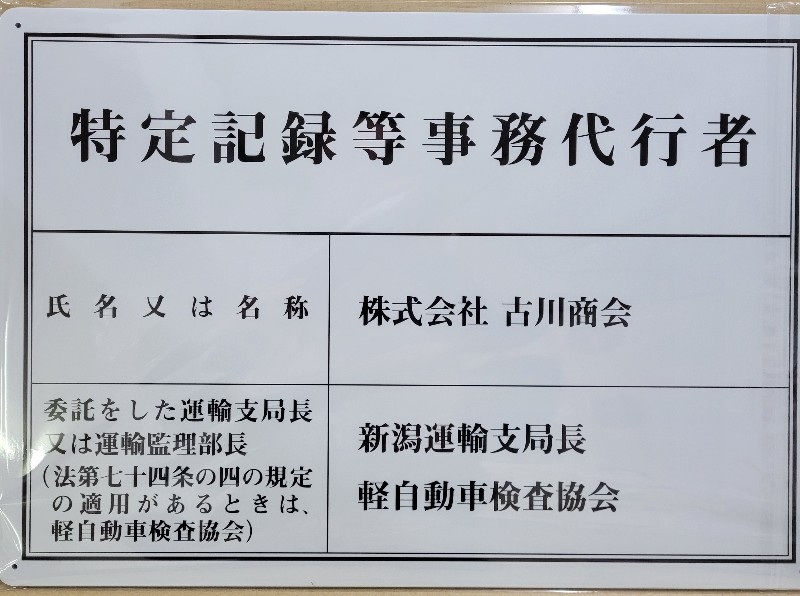 特定記録等事務代行者
氏名又は名称
株式会社 古川商会
委託をした運輸支局長
又は運輸監理部長
(法第七十四条の四の規定
の適用があるときは、
軽自動車検査協会)
新潟運輸支局長
軽自動車検査協会